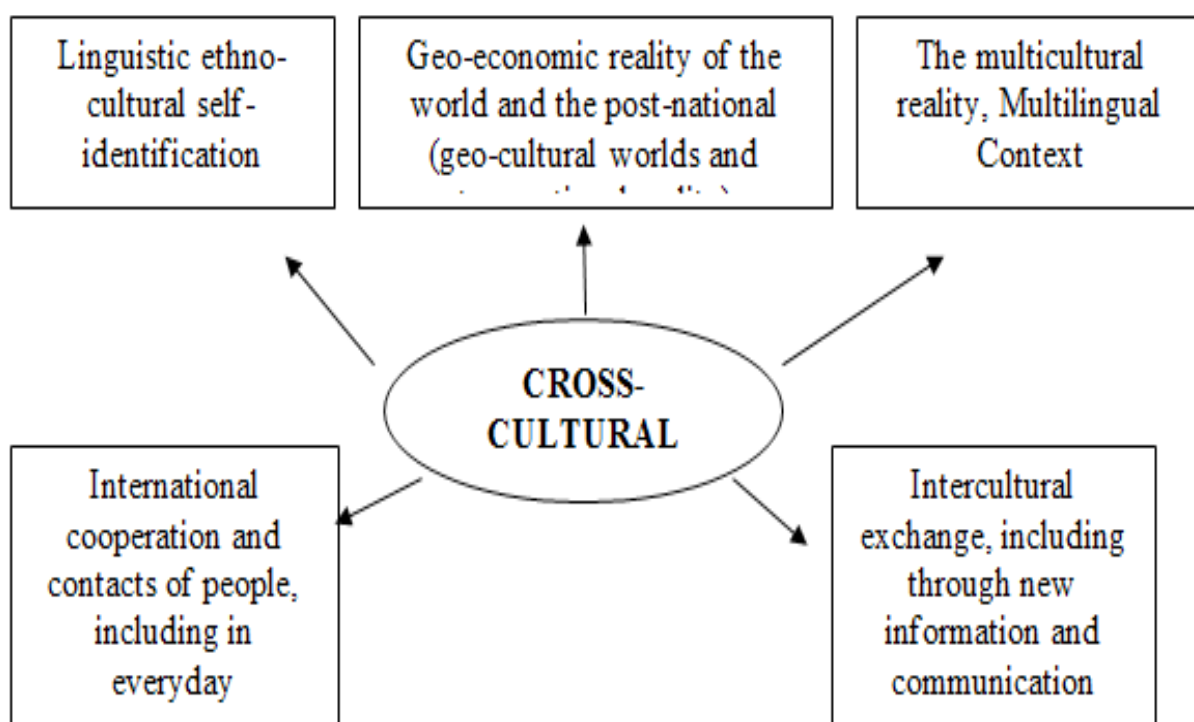 Linguistic ethno-
cultural self-
identification
Geo-economic reality of the
world and the post-national
(geo-cultural worlds and
The multicultural
reality, Multilingual
Context
CROSS-
CULTURAL
International
cooperation and
contacts of people,
including in
everyday
Intercultural
exchange, including
through new
information and
communication